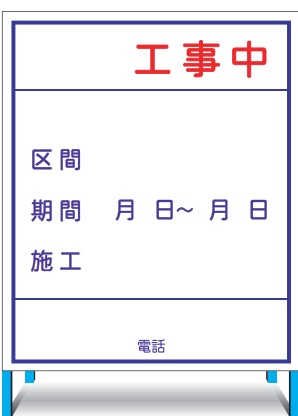 工事中
区間
期間 月 日～ 月 日
施工
電話